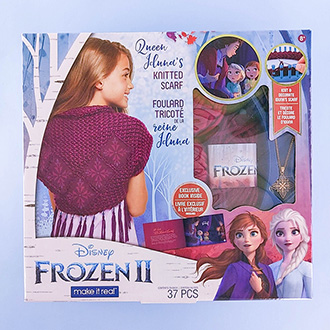 Queen
Iduna's
KNITTED
SCARF
FOULARD
TRICOTÉ
DE LA
reine
Iduna
8+
KNIT &
DECORATE
IDUNA'S SCARF
TRICOTE
ET DÉCORE
LE FOULARD
D'IDUNA
Disney
FROZEN
EXCLUSIVE
BOOK INSIDE
LIVRE EXCLUSIF
À L'INTÉRIEUR
Disney
FROZEN II
make it real
37 PCS